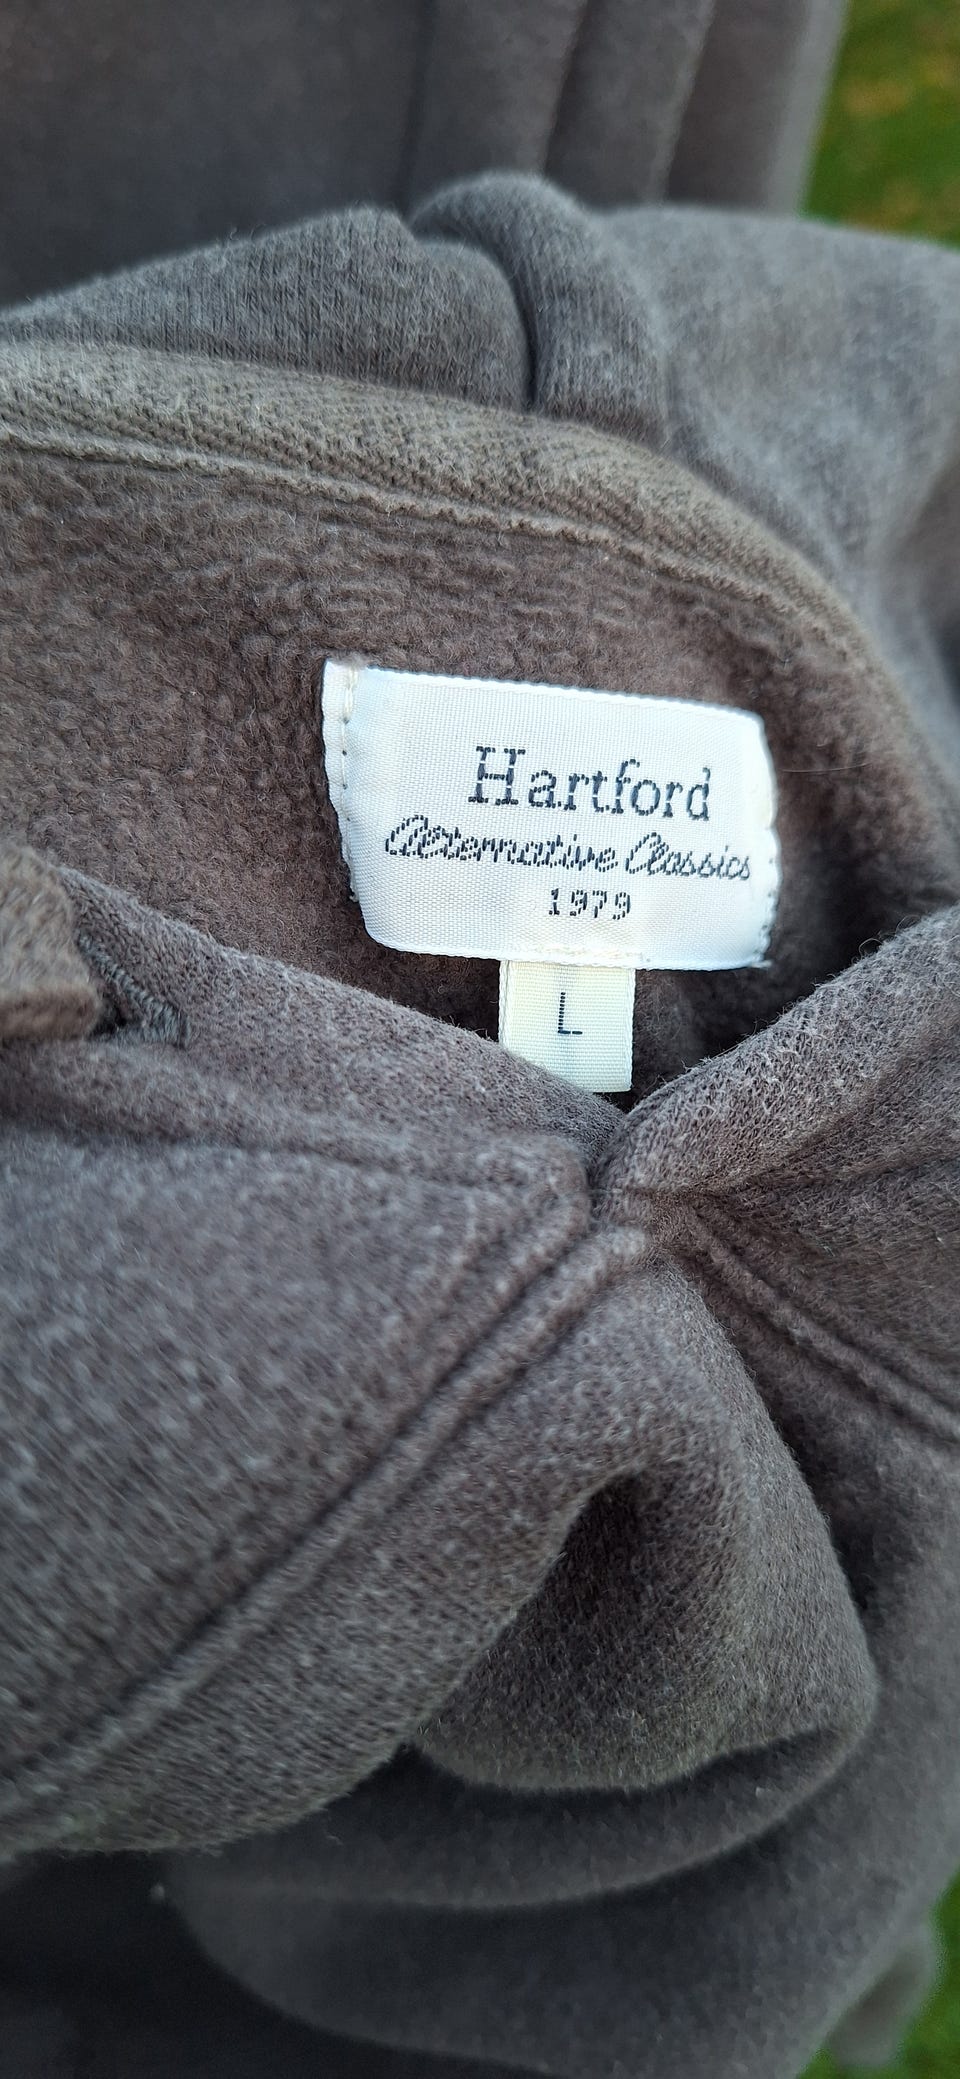 Hartford
Alternative Classics
1979
L